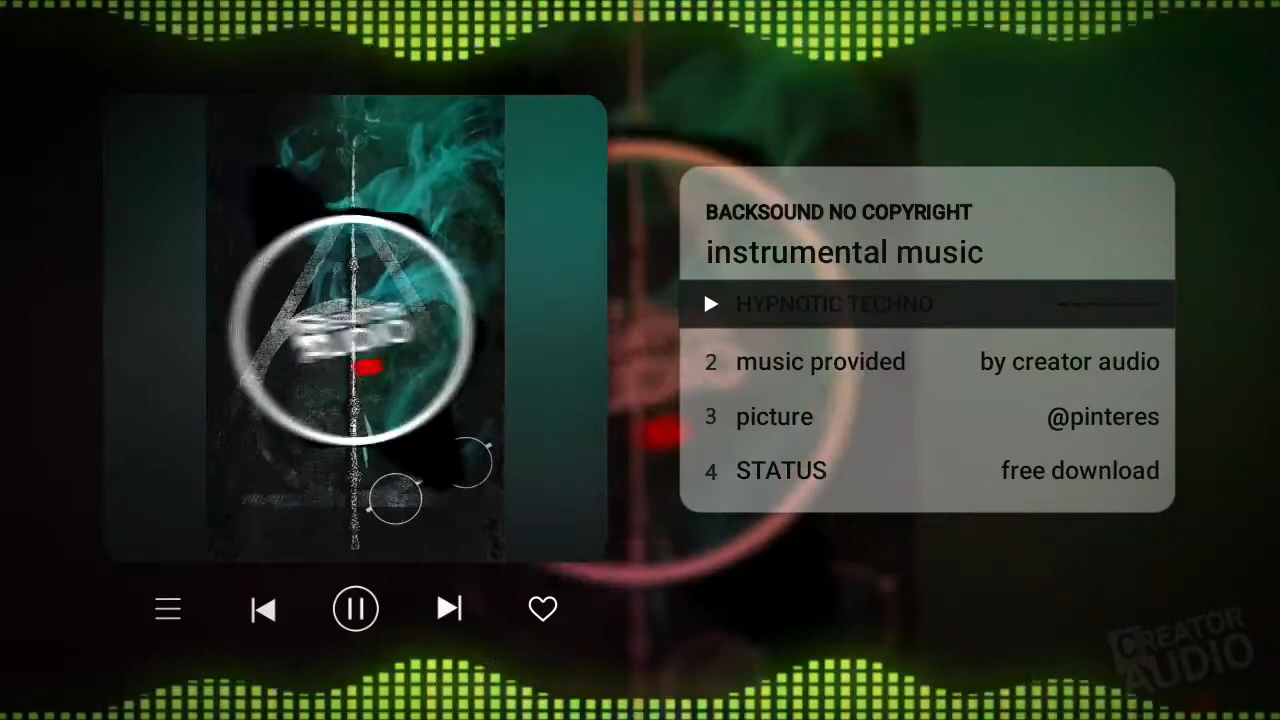 BACKSOUND NO COPYRIGHT
instrumental music
HYPNOTIC TECHNO
2 music provided by creator audio
3 picture @pinteres
4 STATUS free download
CREATOR
AUDIO